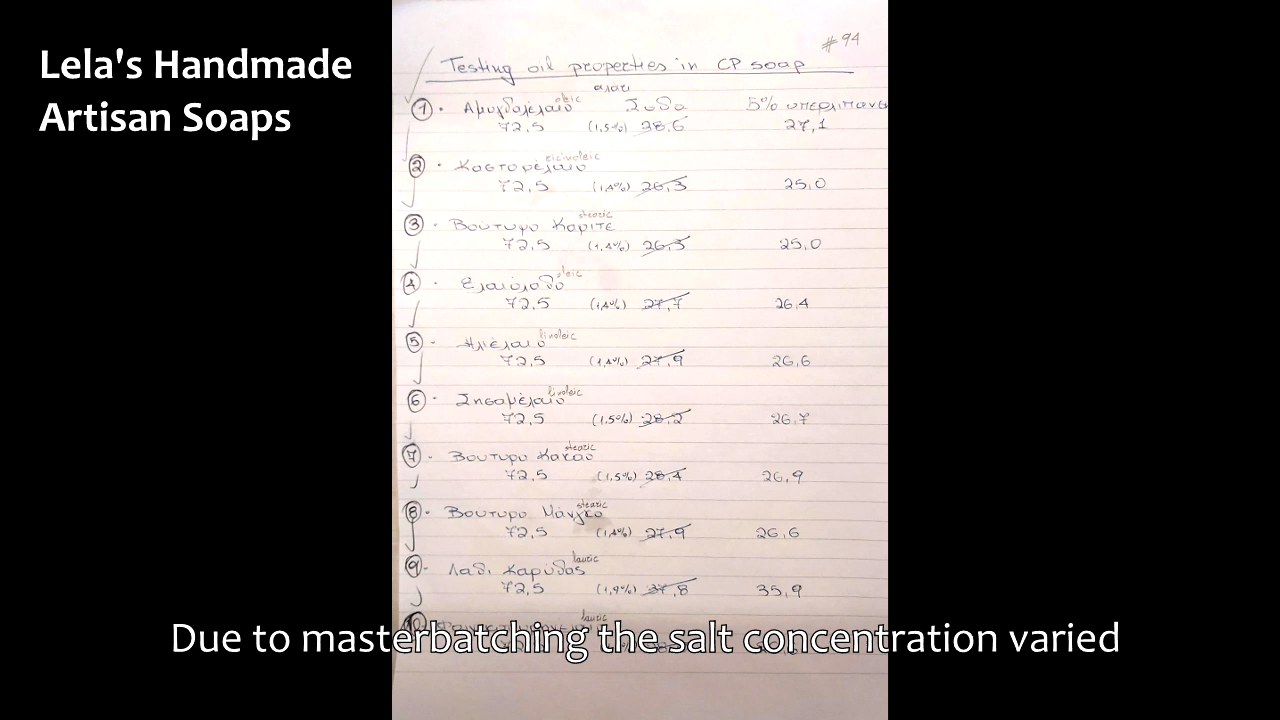 Lela's Handmade
Artisan Soaps
#94
Testing oil properties in CP soap
αλατι
① · Αμυγδαλέλαιο oleic Σόδα 5% υπερλιπανσ
72,5 (1,5%) 28,6 27,1
② · Καστορέλαιο ricinoleic
72,5 (1,4%) 26,3 25,0
③ · Βούτυρο Καριτέ stearic
72,5 (1,4%) 26,3 25,0
④ · Ελαιόλαδο oleic
72,5 (1,4%) 27,7 26,4
⑤ · Ηλιέλαιο linoleic
72,5 (1,4%) 27,9 26,6
⑥ · Σησαμέλαιο linoleic
72,5 (1,5%) 28,2 26,7
⑦ · Βουτυρο Κακάο stearic
72,5 (1,5%) 28,4 26,9
⑧ · Βουτυρο Μάνγκο stearic
72,5 (1,4%) 27,9 26,6
⑨ · Λαδι Καρύδας lauric
72,5 (1,9%) 37,8 35,9
⑩ lauric
Due to masterbatching the salt concentration varied